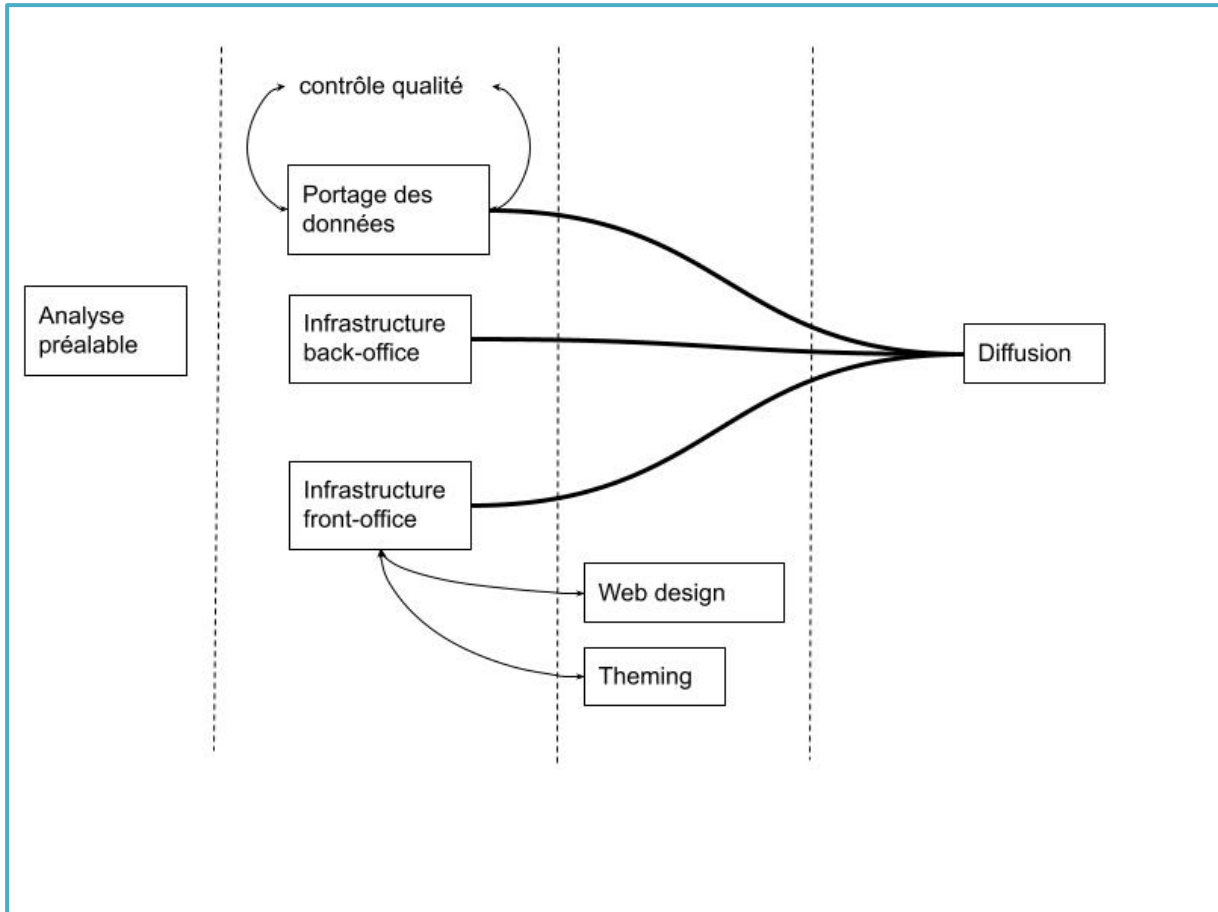 contrôle qualité
Portage des
données
Analyse
préalable
Infrastructure
back-office
Diffusion
Infrastructure
front-office
Web design
Theming